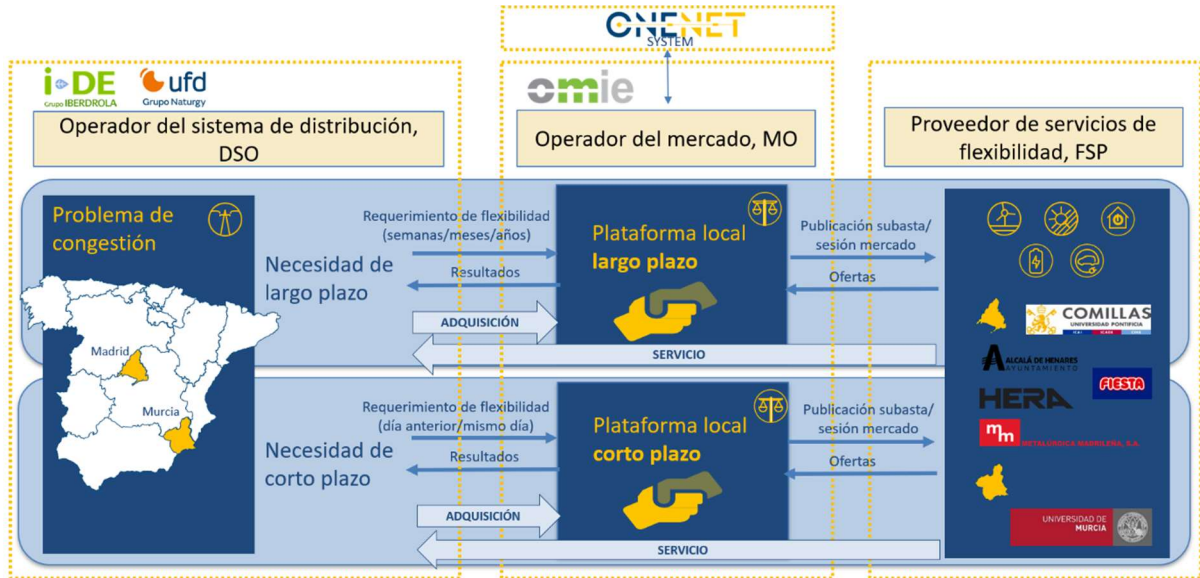 ONENET
SYSTEM
i-DE
Grupo IBERDROLA
ufd
Grupo Naturgy
omie
Operador del sistema de distribución,
DSO
Operador del mercado, MO
Proveedor de servicios de
flexibilidad, FSP
Problema de
congestión
Madrid
Murcia
Necesidad de
largo plazo
Requerimiento de flexibilidad
(semanas/meses/años)
Resultados
ADQUISICIÓN
SERVICIO
Plataforma local
largo plazo
Publicación subasta/
sesión mercado
Ofertas
Necesidad de
corto plazo
Requerimiento de flexibilidad
(día anterior/mismo día)
Resultados
ADQUISICIÓN
SERVICIO
Plataforma local
corto plazo
Publicación subasta/
sesión mercado
Ofertas
COMILLAS
UNIVERSIDAD PONTIFICIA
ICAI ICADE CIHS
ALCALÁ DE HENARES
AYUNTAMIENTO
HERA
FIESTA
mm
METALÚRGICA MADRILEÑA, S.A.
UNIVERSIDAD DE
MURCIA